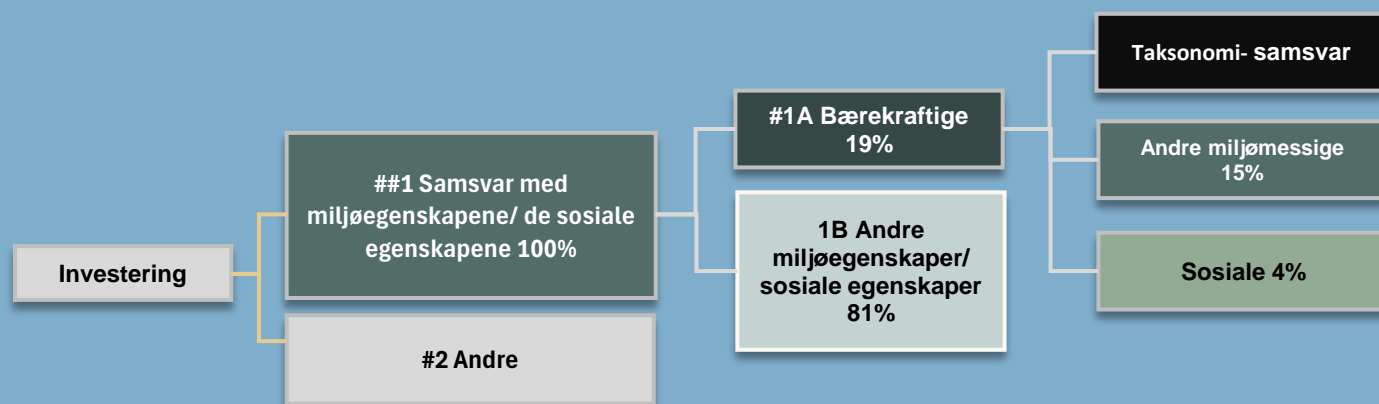 Investering
##1 Samsvar med
miljøegenskapene/ de sosiale
egenskapene 100%
#2 Andre
#1A Bærekraftige
19%
1B Andre
miljøegenskaper/
sosiale egenskaper
81%
Taksonomi- samsvar
Andre miljømessige
15%
Sosiale 4%